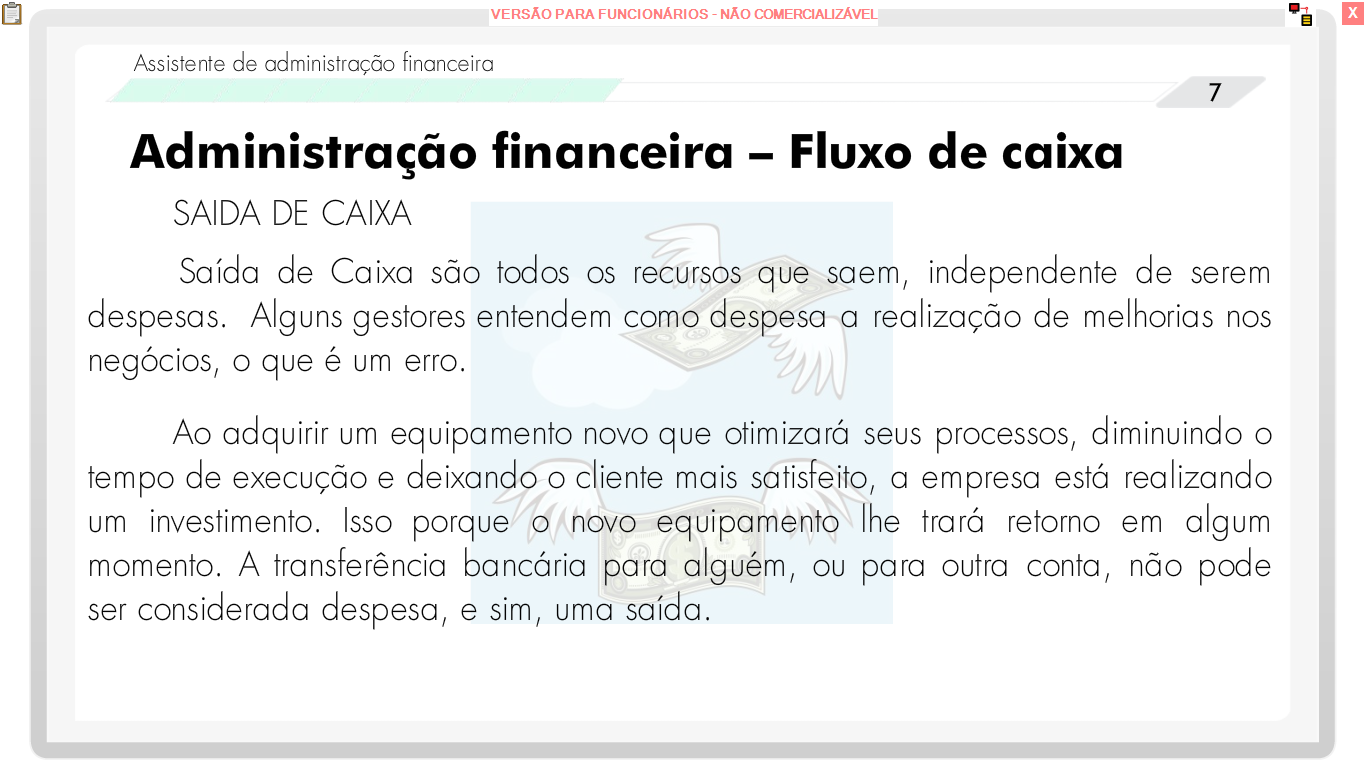 VERSÃO PARA FUNCIONÁRIOS - NÃO COMERCIALIZÁVEL
X
Assistente de administração financeira
7
Administração financeira – Fluxo de caixa
SAIDA DE CAIXA
Saída de Caixa são todos os recursos que saem, independente de serem
despesas. Alguns gestores entendem como despesa a realização de melhorias nos
negócios, o que é um erro.
Ao adquirir um equipamento novo que otimizará seus processos, diminuindo o
tempo de execução e deixando o cliente mais satisfeito, a empresa está realizando
um investimento. Isso porque o novo equipamento lhe trará retorno em algum
momento. A transferência bancária para alguém, ou para outra conta, não pode
ser considerada despesa, e sim, uma saída.